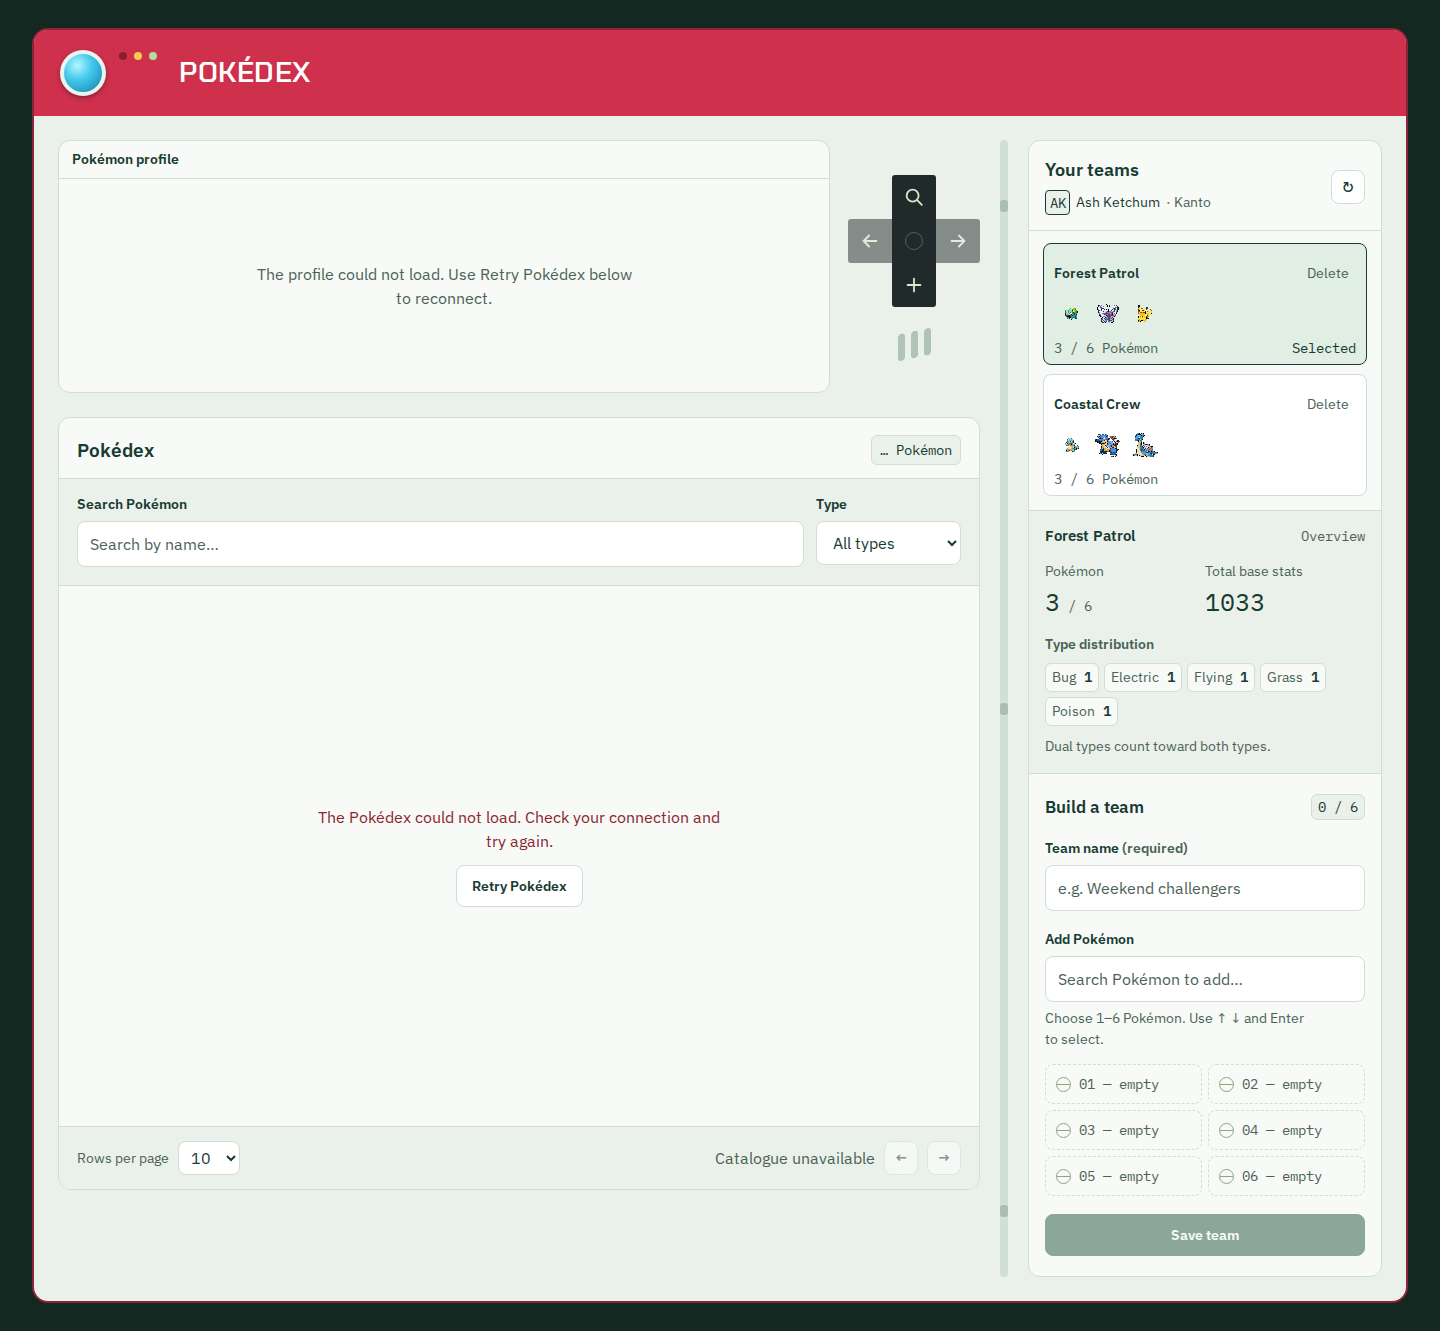 POKÉDEX
Pokémon profile
The profile could not load. Use Retry Pokédex below
to reconnect.
Pokédex
… Pokémon
Search Pokémon
Type
Search by name…
All types
The Pokédex could not load. Check your connection and
try again.
Retry Pokédex
Rows per page
10
Catalogue unavailable
←
→
Your teams
AK Ash Ketchum · Kanto
↻
Forest Patrol
Delete
3 / 6 Pokémon
Selected
Coastal Crew
Delete
3 / 6 Pokémon
Forest Patrol
Overview
Pokémon
Total base stats
3 / 6
1033
Type distribution
Bug 1
Electric 1
Flying 1
Grass 1
Poison 1
Dual types count toward both types.
Build a team
0 / 6
Team name (required)
e.g. Weekend challengers
Add Pokémon
Search Pokémon to add…
Choose 1–6 Pokémon. Use ↑ ↓ and Enter
to select.
01 — empty
02 — empty
03 — empty
04 — empty
05 — empty
06 — empty
Save team